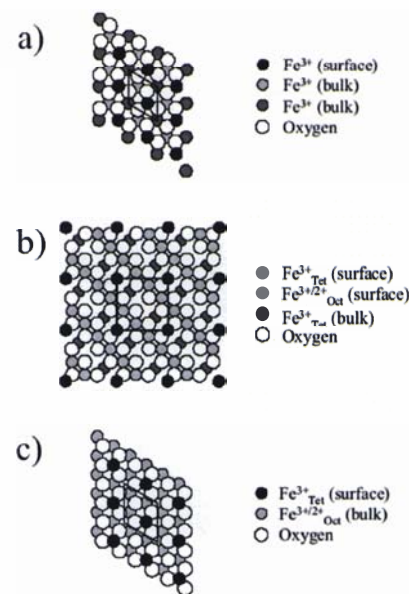 a)
Fe³⁺ (surface)
Fe³⁺ (bulk)
Fe³⁺ (bulk)
Oxygen
b)
Fe³⁺Tet (surface)
Fe³⁺/²⁺Oct (surface)
Fe³⁺Tet (bulk)
Oxygen
c)
Fe³⁺Tet (surface)
Fe³⁺/²⁺Oct (bulk)
Oxygen